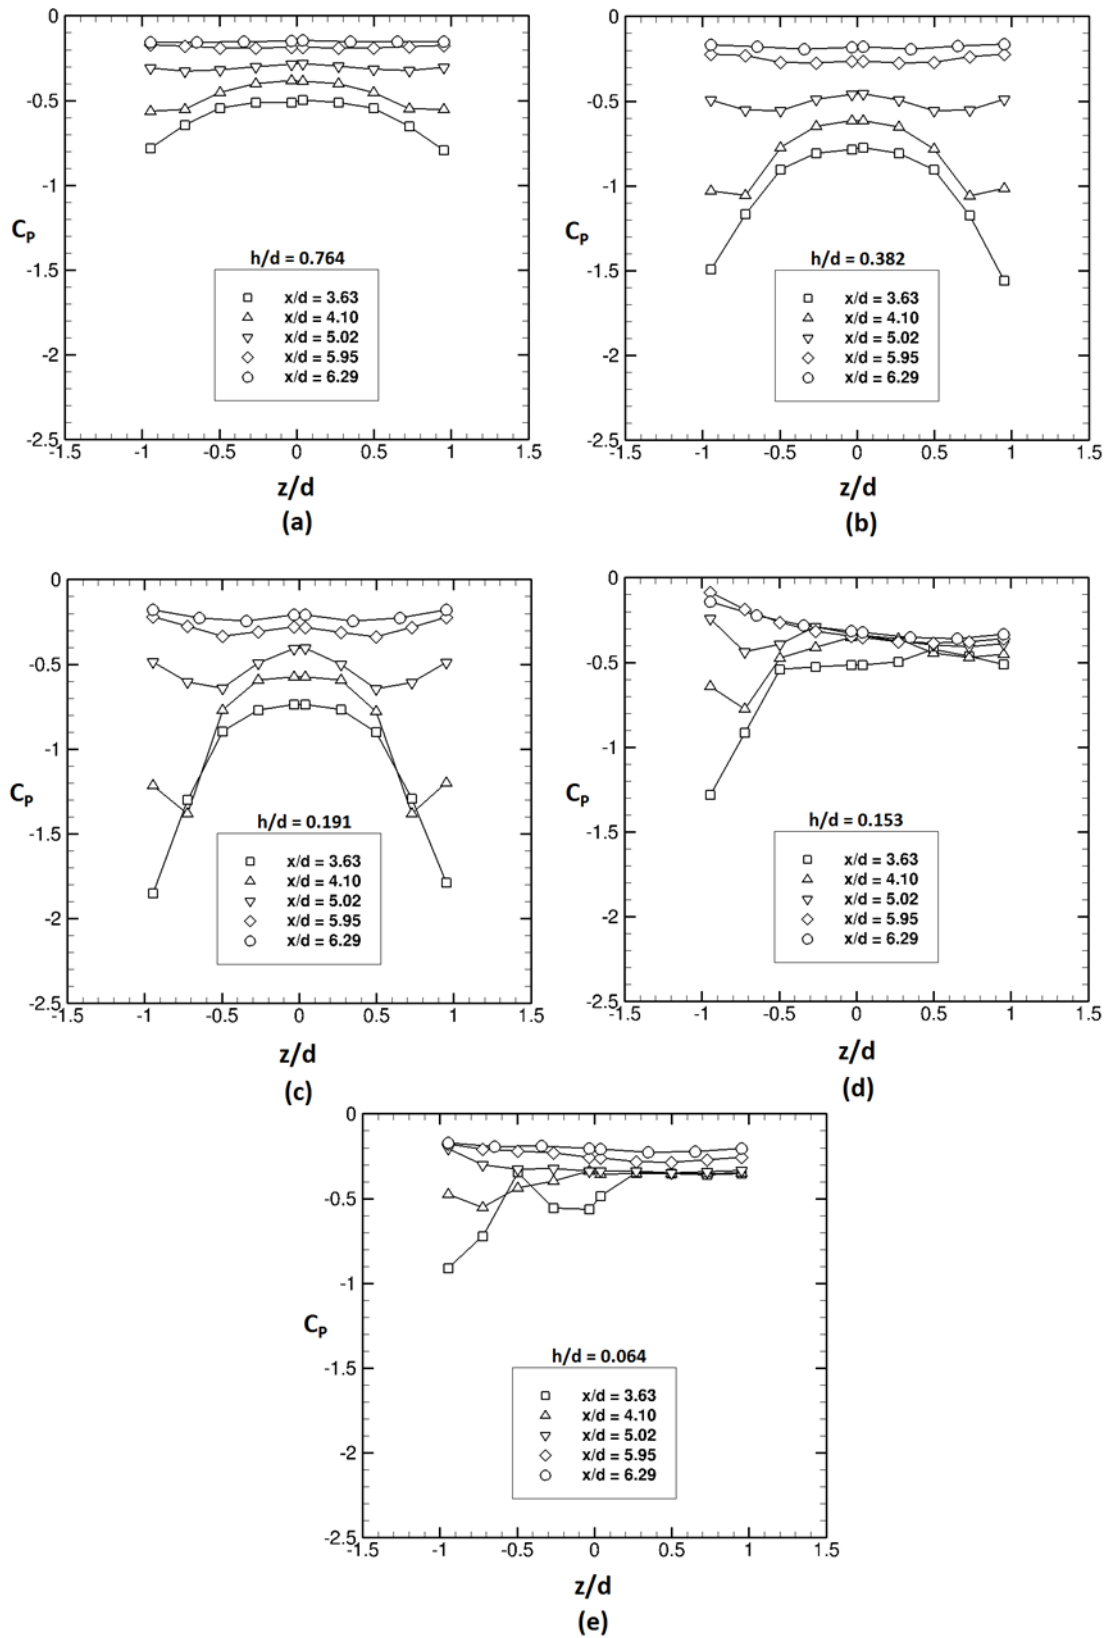 0
-0.5
-1
C_P
-1.5
-2
-2.5
h/d = 0.764
x/d = 3.63
x/d = 4.10
x/d = 5.02
x/d = 5.95
x/d = 6.29
-1.5 -1 -0.5 0 0.5 1 1.5
z/d
(a)
0
-0.5
-1
C_P
-1.5
-2
-2.5
h/d = 0.382
x/d = 3.63
x/d = 4.10
x/d = 5.02
x/d = 5.95
x/d = 6.29
-1.5 -1 -0.5 0 0.5 1 1.5
z/d
(b)
0
-0.5
-1
C_P
-1.5
-2
-2.5
h/d = 0.191
x/d = 3.63
x/d = 4.10
x/d = 5.02
x/d = 5.95
x/d = 6.29
-1.5 -1 -0.5 0 0.5 1 1.5
z/d
(c)
0
-0.5
-1
C_P
-1.5
-2
-2.5
h/d = 0.153
x/d = 3.63
x/d = 4.10
x/d = 5.02
x/d = 5.95
x/d = 6.29
-1.5 -1 -0.5 0 0.5 1 1.5
z/d
(d)
0
-0.5
-1
C_P
-1.5
-2
-2.5
h/d = 0.064
x/d = 3.63
x/d = 4.10
x/d = 5.02
x/d = 5.95
x/d = 6.29
-1.5 -1 -0.5 0 0.5 1 1.5
z/d
(e)